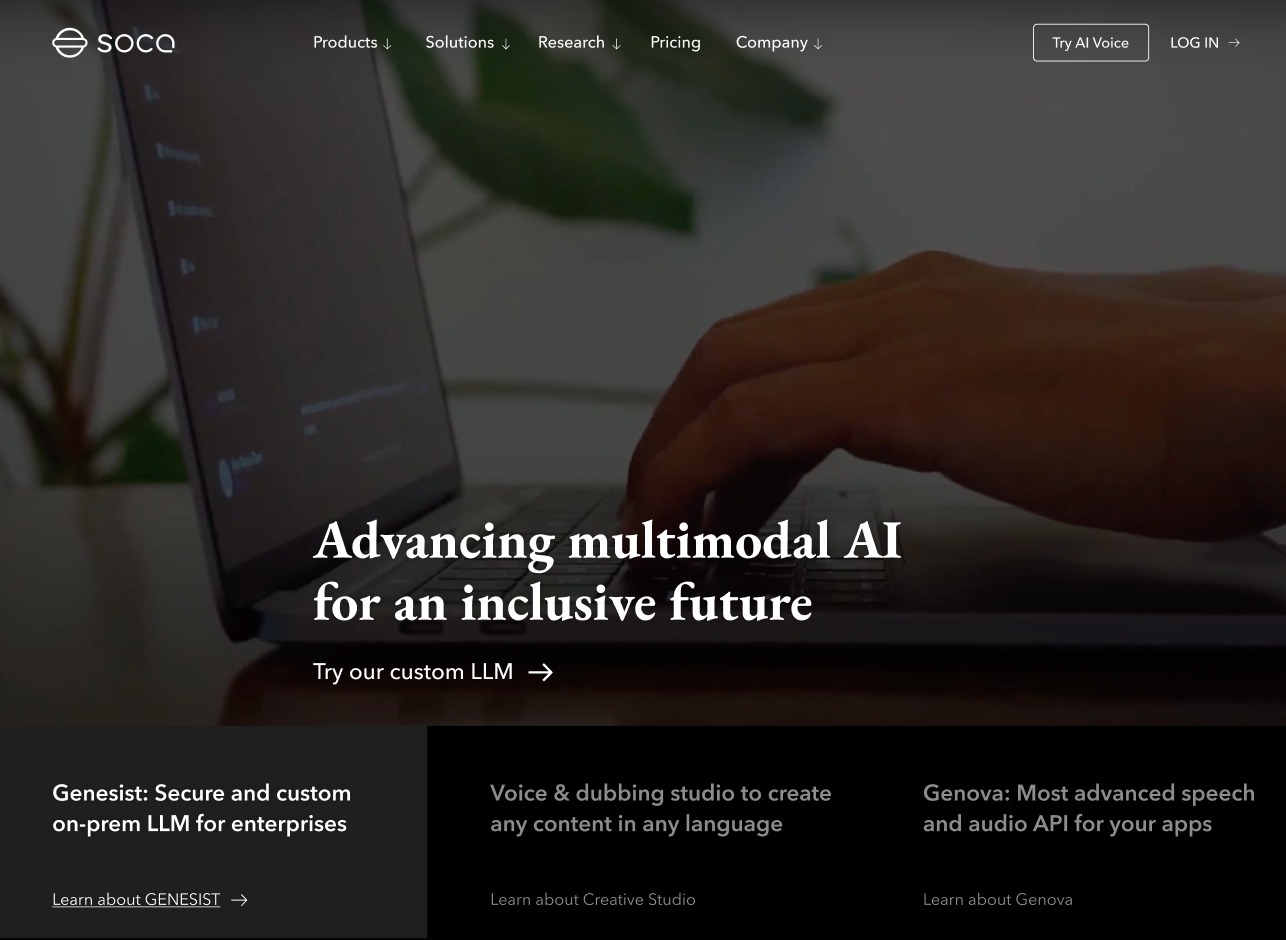 soca
Products ↓
Solutions ↓
Research ↓
Pricing
Company ↓
Try AI Voice
LOG IN →
Advancing multimodal AI
for an inclusive future
Try our custom LLM →
Genesist: Secure and custom
on-prem LLM for enterprises
Learn about GENESIST →
Voice & dubbing studio to create
any content in any language
Learn about Creative Studio
Genova: Most advanced speech
and audio API for your apps
Learn about Genova